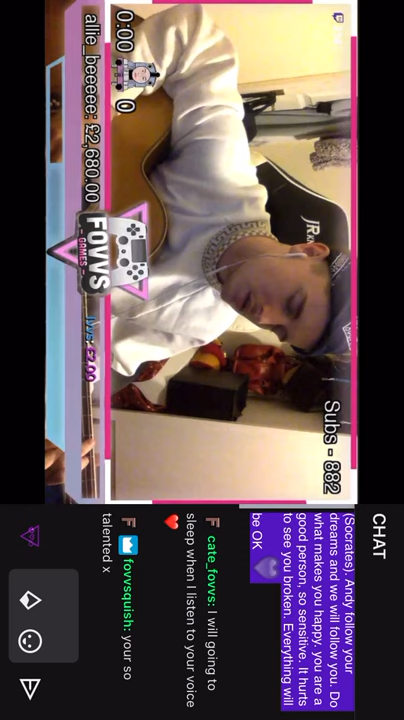 Subs - 882
JR
0:00
0
allie_beeeee: £2,680.00
FOVVS
- GAMES -
£2.00
CHAT
(Socrates). Andy follow your
dreams and we will follow you. Do
what makes you happy. you are a
good person, so sensitive. It hurts
to see you broken. Everything will
be OK
cate_fovvs: I will going to
sleep when I listen to your voice
fovvsquish: your so
talented x